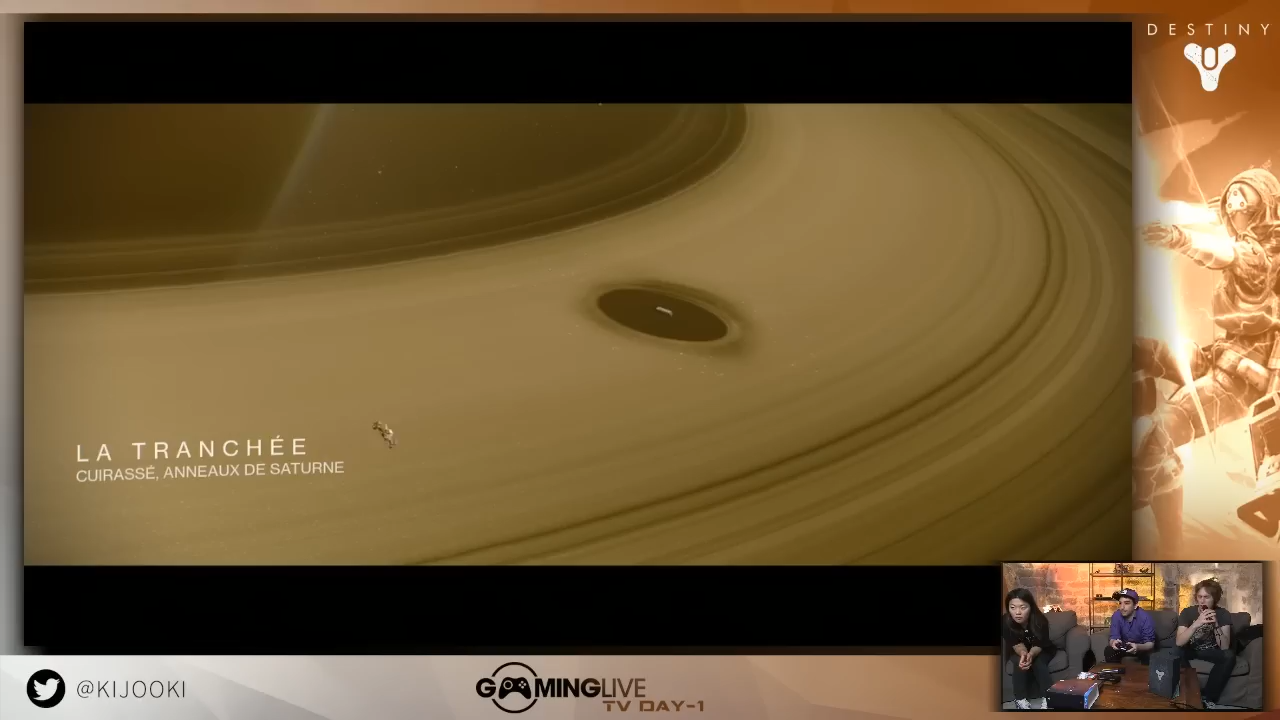 DESTINY
LA TRANCHÉE
CUIRASSÉ, ANNEAUX DE SATURNE
@KIJOOKI
GAMINGLIVE
TV DAY-1